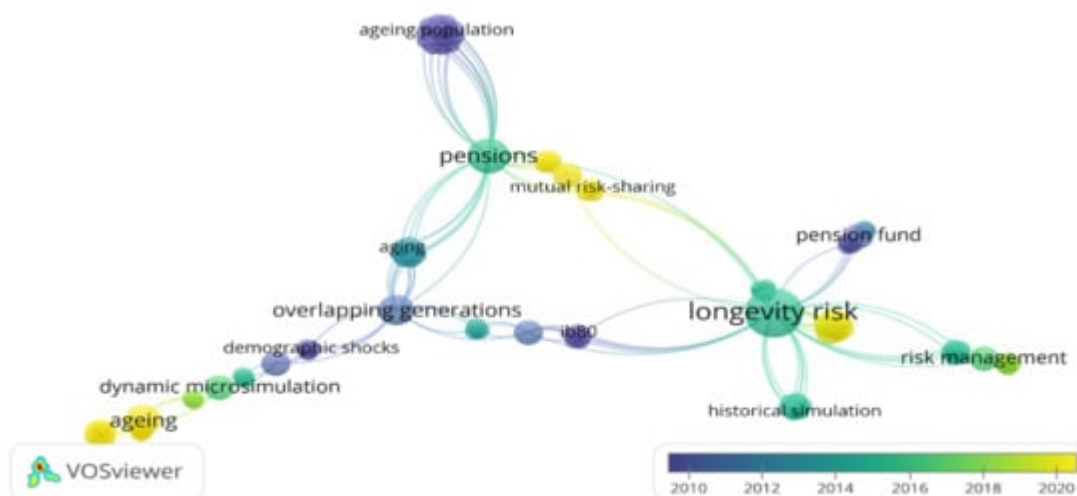 ageing population
pensions
mutual risk-sharing
pension fund
aging
overlapping generations
longevity risk
ib80
demographic shocks
risk management
dynamic microsimulation
historical simulation
ageing
VOSviewer
2010 2012 2014 2016 2018 2020